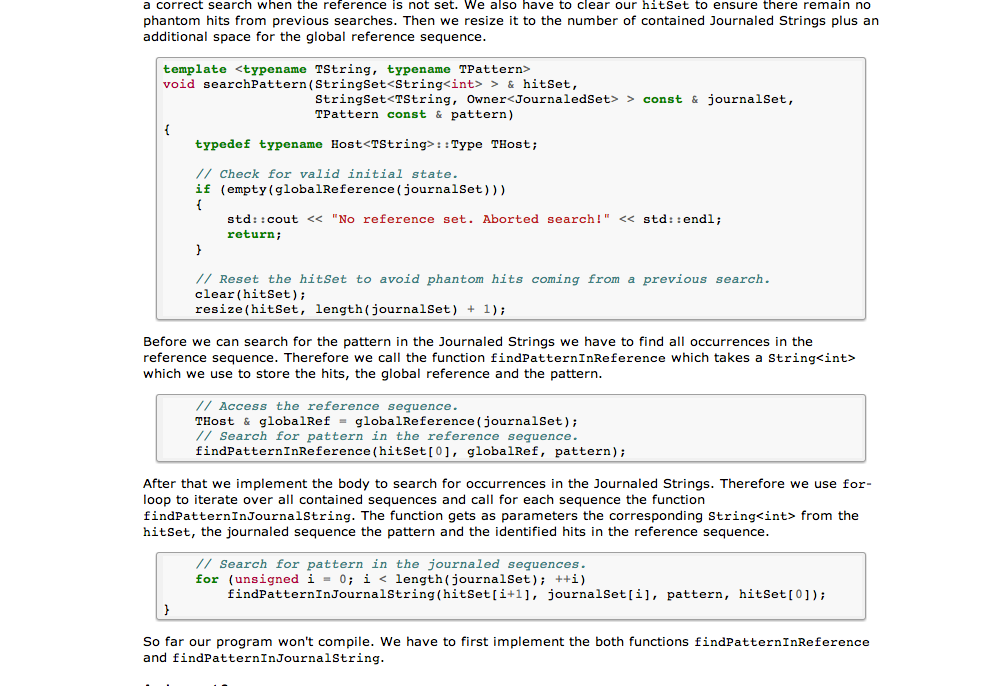 a correct search when the reference is not set. We also have to clear our hitSet to ensure there remain no
phantom hits from previous searches. Then we resize it to the number of contained Journaled Strings plus an
additional space for the global reference sequence.
template <typename TString, typename TPattern>
void searchPattern(StringSet<String<int> > & hitSet,
                   StringSet<TString, Owner<JournaledSet> > const & journalSet,
                   TPattern const & pattern)
{
    typedef typename Host<TString>::Type THost;

    // Check for valid initial state.
    if (empty(globalReference(journalSet)))
    {
        std::cout << "No reference set. Aborted search!" << std::endl;
        return;
    }

    // Reset the hitSet to avoid phantom hits coming from a previous search.
    clear(hitSet);
    resize(hitSet, length(journalSet) + 1);
Before we can search for the pattern in the Journaled Strings we have to find all occurrences in the
reference sequence. Therefore we call the function findPatternInReference which takes a String<int>
which we use to store the hits, the global reference and the pattern.
    // Access the reference sequence.
    THost & globalRef = globalReference(journalSet);
    // Search for pattern in the reference sequence.
    findPatternInReference(hitSet[0], globalRef, pattern);
After that we implement the body to search for occurrences in the Journaled Strings. Therefore we use for-
loop to iterate over all contained sequences and call for each sequence the function
findPatternInJournalString. The function gets as parameters the corresponding String<int> from the
hitSet, the journaled sequence the pattern and the identified hits in the reference sequence.
    // Search for pattern in the journaled sequences.
    for (unsigned i = 0; i < length(journalSet); ++i)
        findPatternInJournalString(hitSet[i+1], journalSet[i], pattern, hitSet[0]);
}
So far our program won't compile. We have to first implement the both functions findPatternInReference
and findPatternInJournalString.